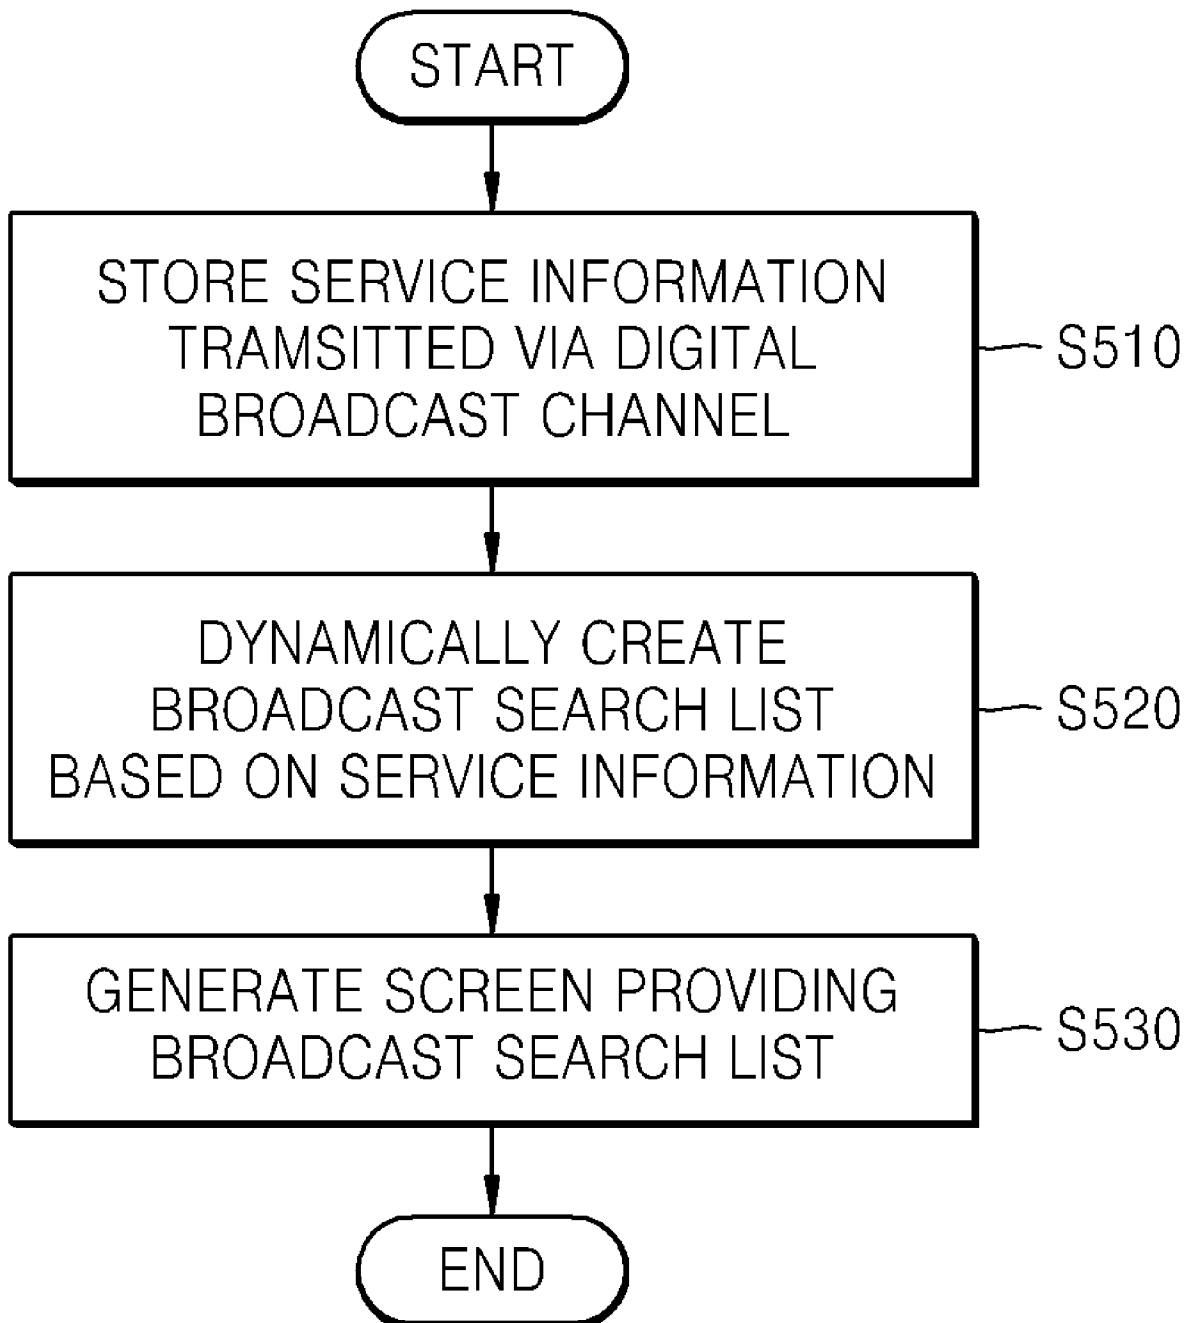 START
STORE SERVICE INFORMATION
TRAMSITTED VIA DIGITAL
BROADCAST CHANNEL
S510
DYNAMICALLY CREATE
BROADCAST SEARCH LIST
BASED ON SERVICE INFORMATION
S520
GENERATE SCREEN PROVIDING
BROADCAST SEARCH LIST
S530
END